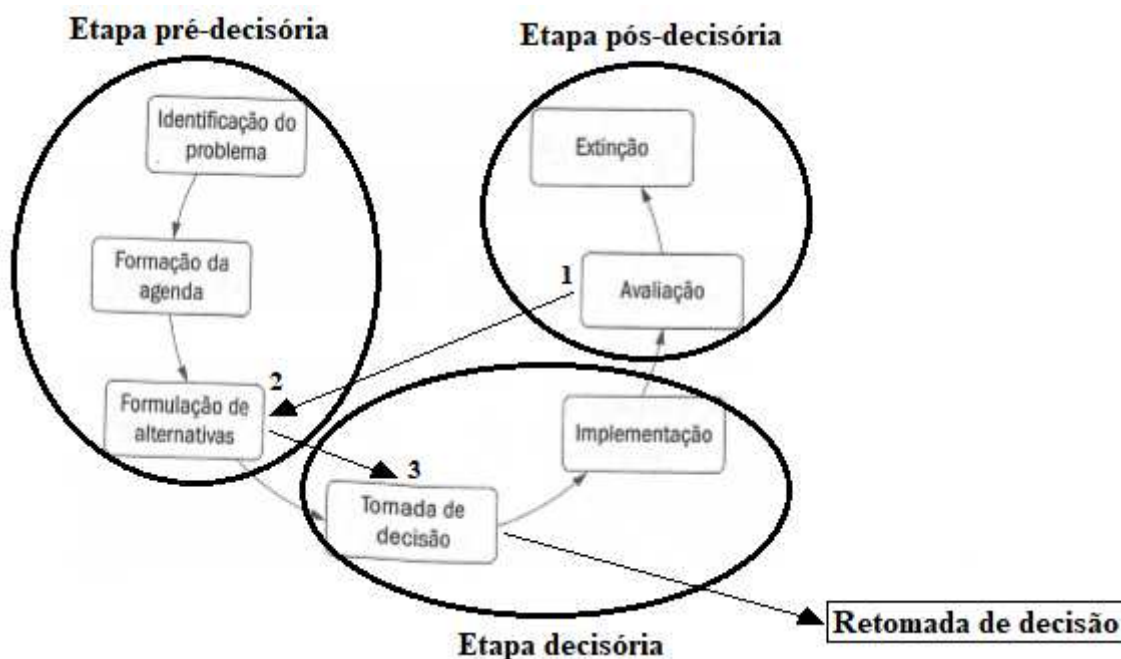 Etapa pré-decisória
Etapa pós-decisória
Identificação do
problema
Extinção
Formação da
agenda
1
Avaliação
2
Formulação de
alternativas
Implementação
3
Tomada de
decisão
Retomada de decisão
Etapa decisória